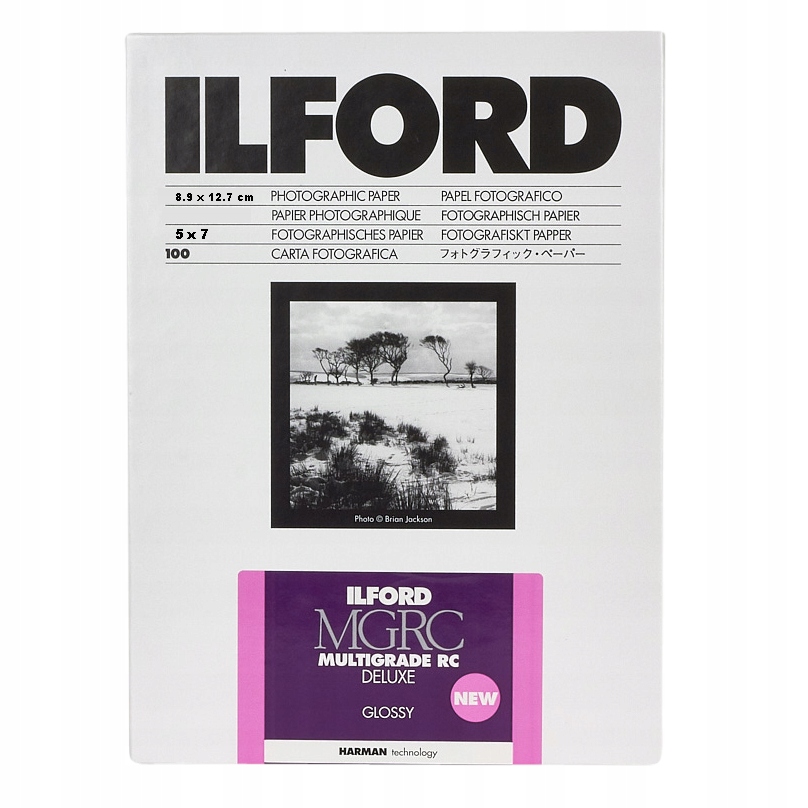 ILFORD
8.9 x 12.7 cm PHOTOGRAPHIC PAPER PAPEL FOTOGRAFICO
PAPIER PHOTOGRAPHIQUE FOTOGRAPHISCH PAPIER
5 x 7 FOTOGRAPHISCHES PAPIER FOTOGRAFISKT PAPPER
100 CARTA FOTOGRAFICA フォトグラフィック・ペーパー
Photo © Brian Jackson
ILFORD
MGRC
MULTIGRADE RC
DELUXE
NEW
GLOSSY
HARMAN technology